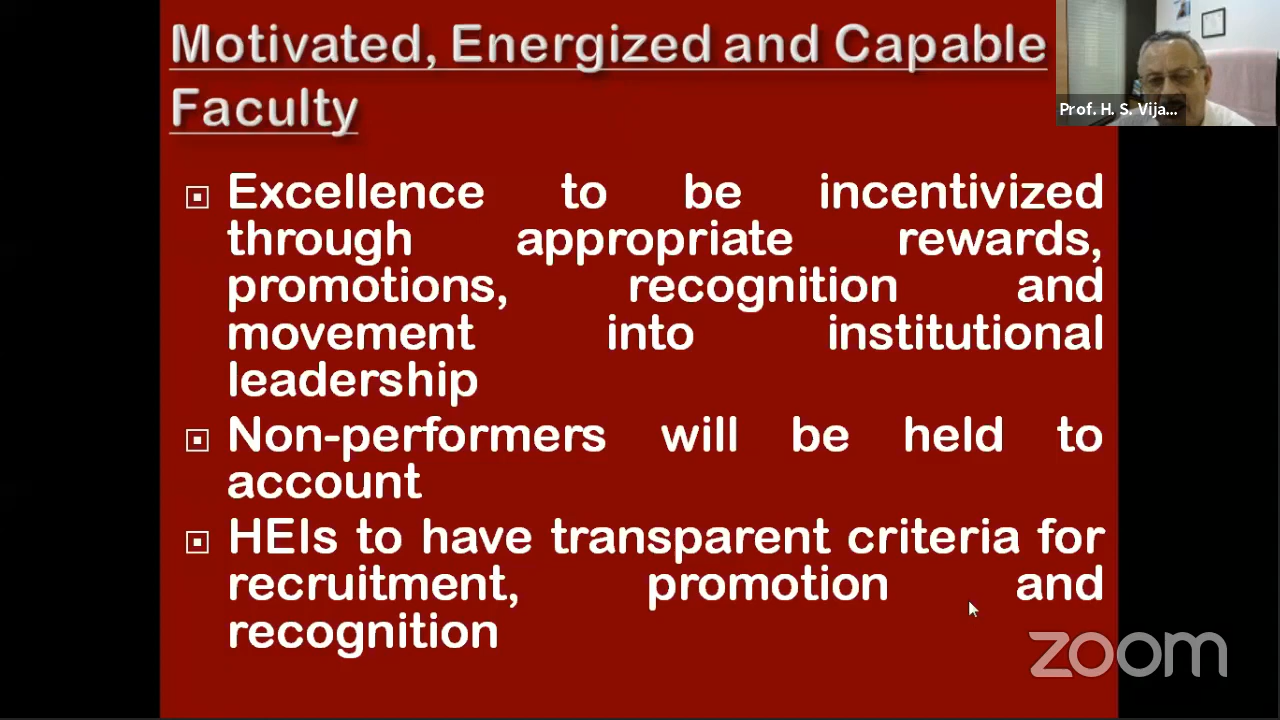 Motivated, Energized and Capable
Faculty
Prof. H. S. Vija...
Excellence to be incentivized
through appropriate rewards,
promotions, recognition and
movement into institutional
leadership
Non-performers will be held to
account
HEIs to have transparent criteria for
recruitment, promotion and
recognition
zoom